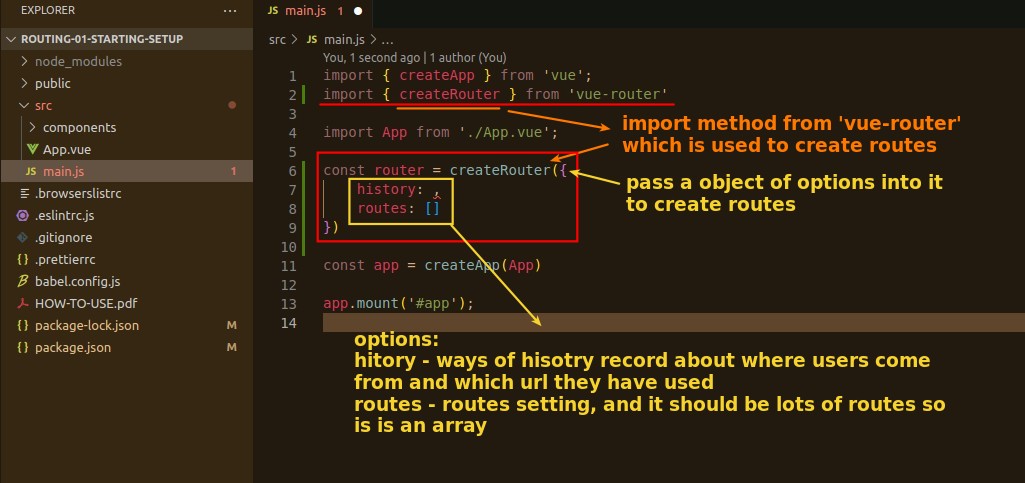 EXPLORER ...
ROUTING-01-STARTING-SETUP
node_modules
public
src
components
App.vue
JS main.js 1
.browserslistrc
.eslintrc.js
.gitignore
.prettierrc
babel.config.js
HOW-TO-USE.pdf
package-lock.json M
package.json M
JS main.js 1
src > JS main.js > ...
You, 1 second ago | 1 author (You)
1 import { createApp } from 'vue';
2 import { createRouter } from 'vue-router'
3
4 import App from './App.vue';
5
6 const router = createRouter({
7 history: ,
8 routes: []
9 })
10
11 const app = createApp(App)
12
13 app.mount('#app');
14
import method from 'vue-router'
which is used to create routes
pass a object of options into it
to create routes
options:
hitory - ways of hisotry record about where users come
from and which url they have used
routes - routes setting, and it should be lots of routes so
is is an array